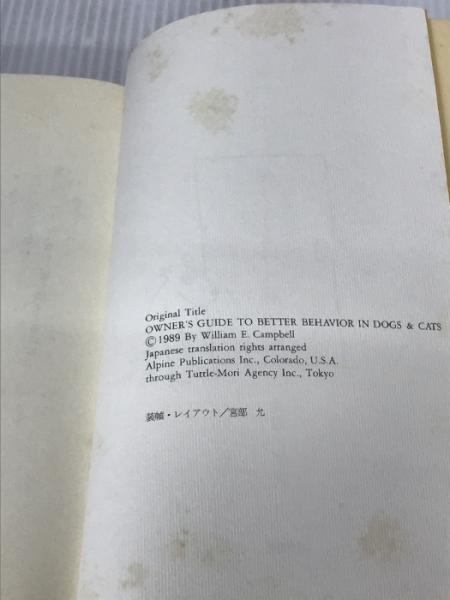 Original Title
OWNER'S GUIDE TO BETTER BEHAVIOR IN DOGS & CATS
©1989 By William E. Campbell
Japanese translation rights arranged
Alpine Publications Inc., Colorado, U.S.A.
through Tuttle-Mori Agency Inc., Tokyo
装幀・レイアウト/宮部 允